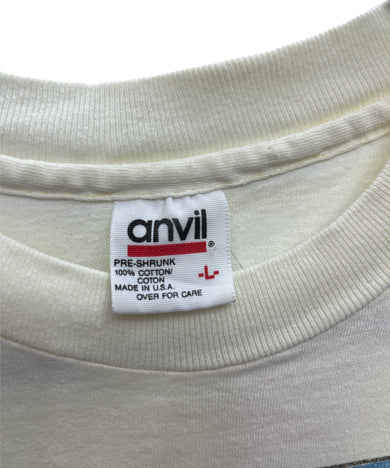 anvil®
PRE-SHRUNK
100% COTTON/
COTON
-L-
MADE IN U.S.A.
OVER FOR CARE